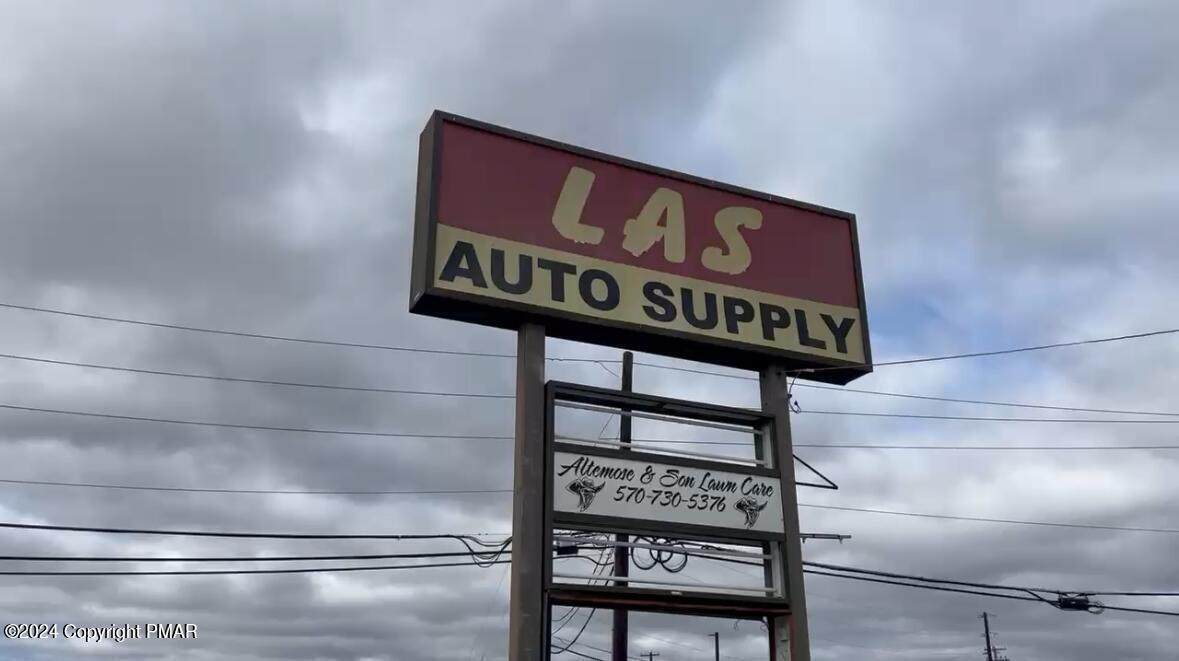 LAS
AUTO SUPPLY
Altemose & Son Lawn Care
570-730-5376
©2024 Copyright PMAR